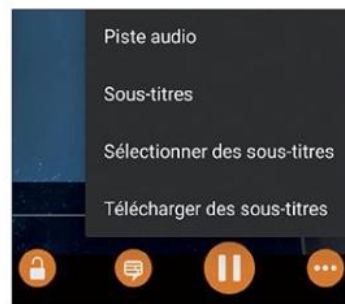 Piste audio
Sous-titres
Sélectionner des sous-titres
Télécharger des sous-titres